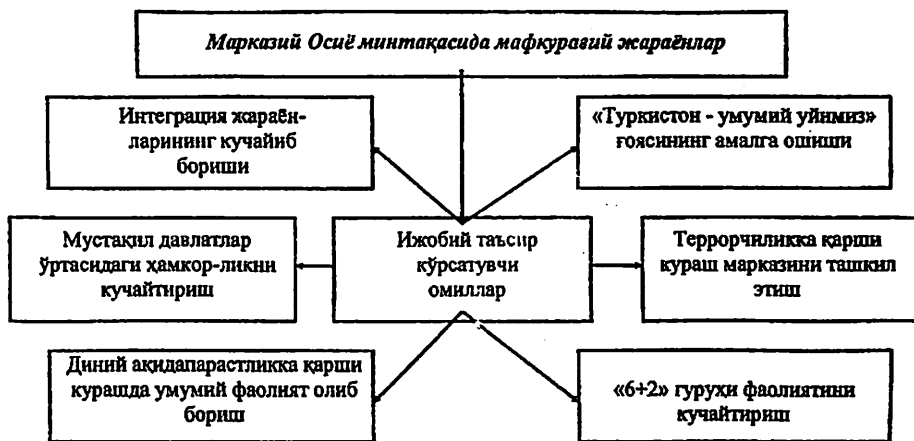 Марказий Осиё минтақасида мафкуравий жараёнлар
Интеграция жараён-
ларининг кучайиб
бориши
«Туркистон - умумий уйимиз»
ғоясининг амалга ошиши
Мустақил давлатлар
ўртасидаги ҳамкор-ликни
кучайтириш
Ижобий таъсир
кўрсатувчи
омиллар
Террорчиликка қарши
кураш марказини ташкил
этиш
Диний ақидапарастликка қарши
курашда умумий фаолият олиб
бориш
«6+2» гуруҳи фаолиятини
кучайтириш